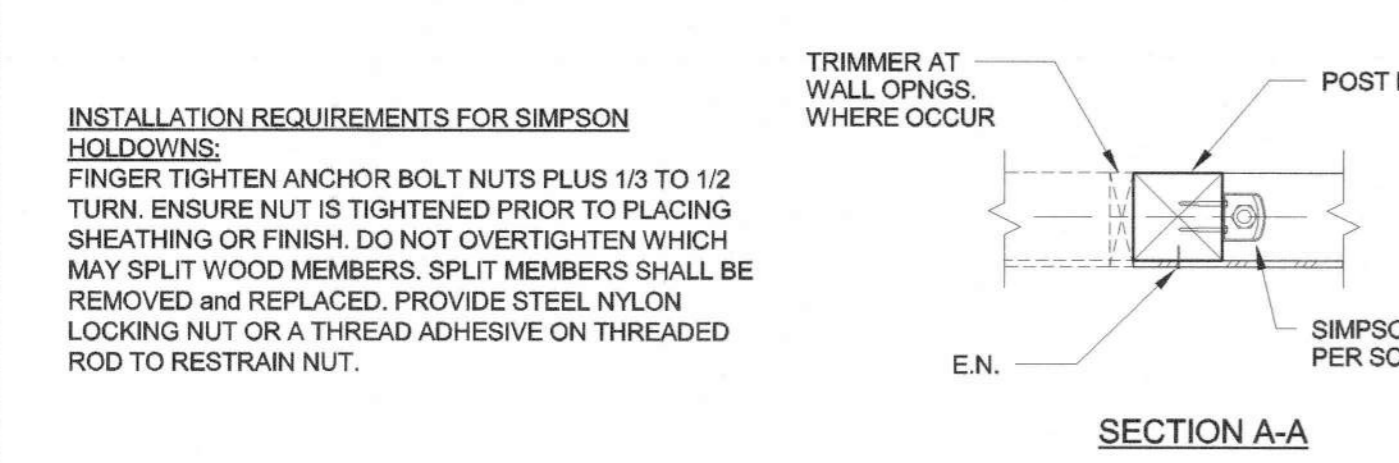 INSTALLATION REQUIREMENTS FOR SIMPSON
HOLDOWNS:
FINGER TIGHTEN ANCHOR BOLT NUTS PLUS 1/3 TO 1/2
TURN. ENSURE NUT IS TIGHTENED PRIOR TO PLACING
SHEATHING OR FINISH. DO NOT OVERTIGHTEN WHICH
MAY SPLIT WOOD MEMBERS. SPLIT MEMBERS SHALL BE
REMOVED and REPLACED. PROVIDE STEEL NYLON
LOCKING NUT OR A THREAD ADHESIVE ON THREADED
ROD TO RESTRAIN NUT.
TRIMMER AT
WALL OPNGS.
WHERE OCCUR
POST
E.N.
PER
SECTION A-A